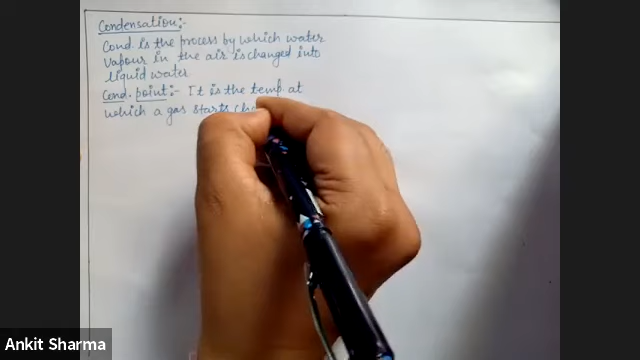 Condensation:-
Cond. is the process by which water
vapour in the air is changed into
liquid water
Cond. point:- It is the temp at
which a gas starts
Ankit Sharma